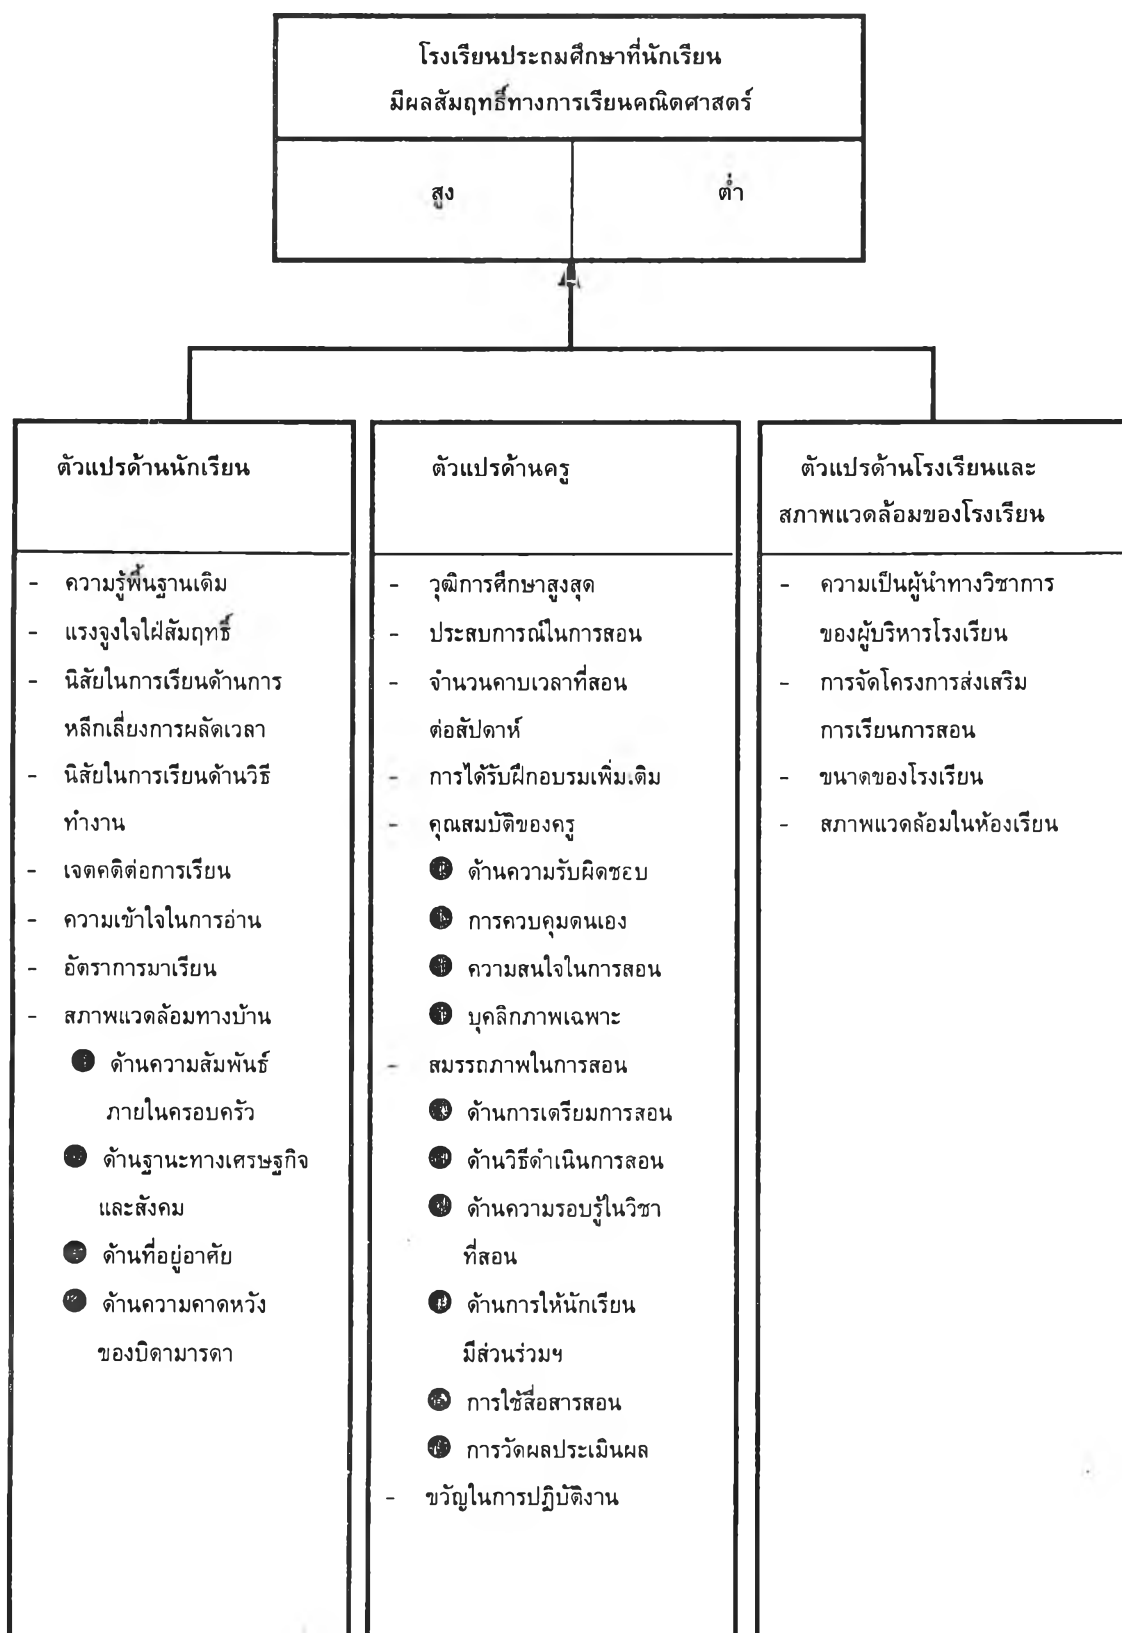 โรงเรียนประถมศึกษาที่นักเรียน
มีผลสัมฤทธิ์ทางการเรียนคณิตศาสตร์
สูง
ต่ำ
ตัวแปรด้านนักเรียน
- ความรู้พื้นฐานเดิม
- แรงจูงใจใฝ่สัมฤทธิ์
- นิสัยในการเรียนด้านการ
หลีกเลี่ยงการผลัดเวลา
- นิสัยในการเรียนด้านวิธี
ทำงาน
- เจตคติต่อการเรียน
- ความเข้าใจในการอ่าน
- อัตราการมาเรียน
- สภาพแวดล้อมทางบ้าน
● ด้านความสัมพันธ์
ภายในครอบครัว
● ด้านฐานะทางเศรษฐกิจ
และสังคม
● ด้านที่อยู่อาศัย
● ด้านความคาดหวัง
ของบิดามารดา
ตัวแปรด้านครู
- วุฒิการศึกษาสูงสุด
- ประสบการณ์ในการสอน
- จำนวนคาบเวลาที่สอน
ต่อสัปดาห์
- การได้รับฝึกอบรมเพิ่มเติม
- คุณสมบัติของครู
● ด้านความรับผิดชอบ
● การควบคุมตนเอง
● ความสนใจในการสอน
● บุคลิกภาพเฉพาะ
- สมรรถภาพในการสอน
● ด้านการเตรียมการสอน
● ด้านวิธีดำเนินการสอน
● ด้านความรอบรู้ในวิชา
ที่สอน
● ด้านการให้นักเรียน
มีส่วนร่วมฯ
● การใช้สื่อสารสอน
● การวัดผลประเมินผล
- ขวัญในการปฏิบัติงาน
ตัวแปรด้านโรงเรียนและ
สภาพแวดล้อมของโรงเรียน
- ความเป็นผู้นำทางวิชาการ
ของผู้บริหารโรงเรียน
- การจัดโครงการส่งเสริม
การเรียนการสอน
- ขนาดของโรงเรียน
- สภาพแวดล้อมในห้องเรียน